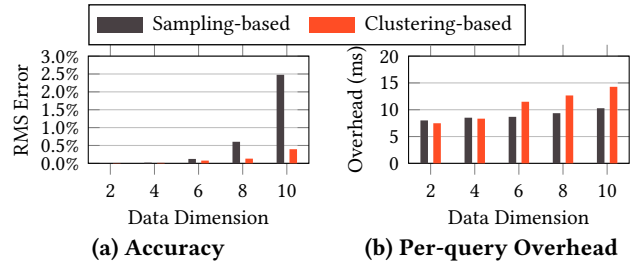 Sampling-based Clustering-based
RMS Error
3.0%
2.5%
2.0%
1.5%
1.0%
0.5%
0.0%
2 4 6 8 10
Data Dimension
(a) Accuracy
Overhead (ms)
20
15
10
5
0
2 4 6 8 10
Data Dimension
(b) Per-query Overhead